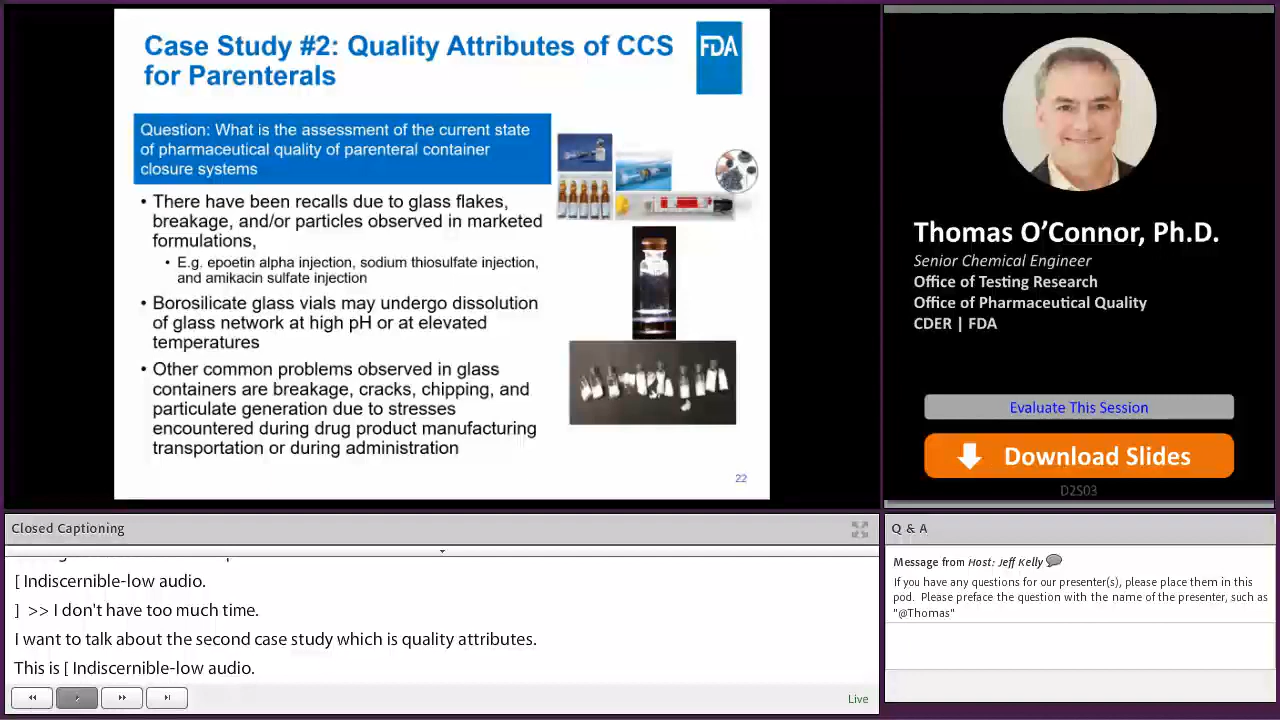 Case Study #2: Quality Attributes of CCS
for Parenterals
FDA
Question: What is the assessment of the current state
of pharmaceutical quality of parenteral container
closure systems
• There have been recalls due to glass flakes,
breakage, and/or particles observed in marketed
formulations,
• E.g. epoetin alpha injection, sodium thiosulfate injection,
and amikacin sulfate injection
• Borosilicate glass vials may undergo dissolution
of glass network at high pH or at elevated
temperatures
• Other common problems observed in glass
containers are breakage, cracks, chipping, and
particulate generation due to stresses
encountered during drug product manufacturing
transportation or during administration
22
Thomas O’Connor, Ph.D.
Senior Chemical Engineer
Office of Testing Research
Office of Pharmaceutical Quality
CDER | FDA
Evaluate This Session
Download Slides
D2S03
Closed Captioning
[ Indiscernible-low audio.
] >> I don't have too much time.
I want to talk about the second case study which is quality attributes.
This is [ Indiscernible-low audio.
Live
Q & A
Message from Host: Jeff Kelly
If you have any questions for our presenter(s), please place them in this
pod. Please preface the question with the name of the presenter, such as
"@Thomas"